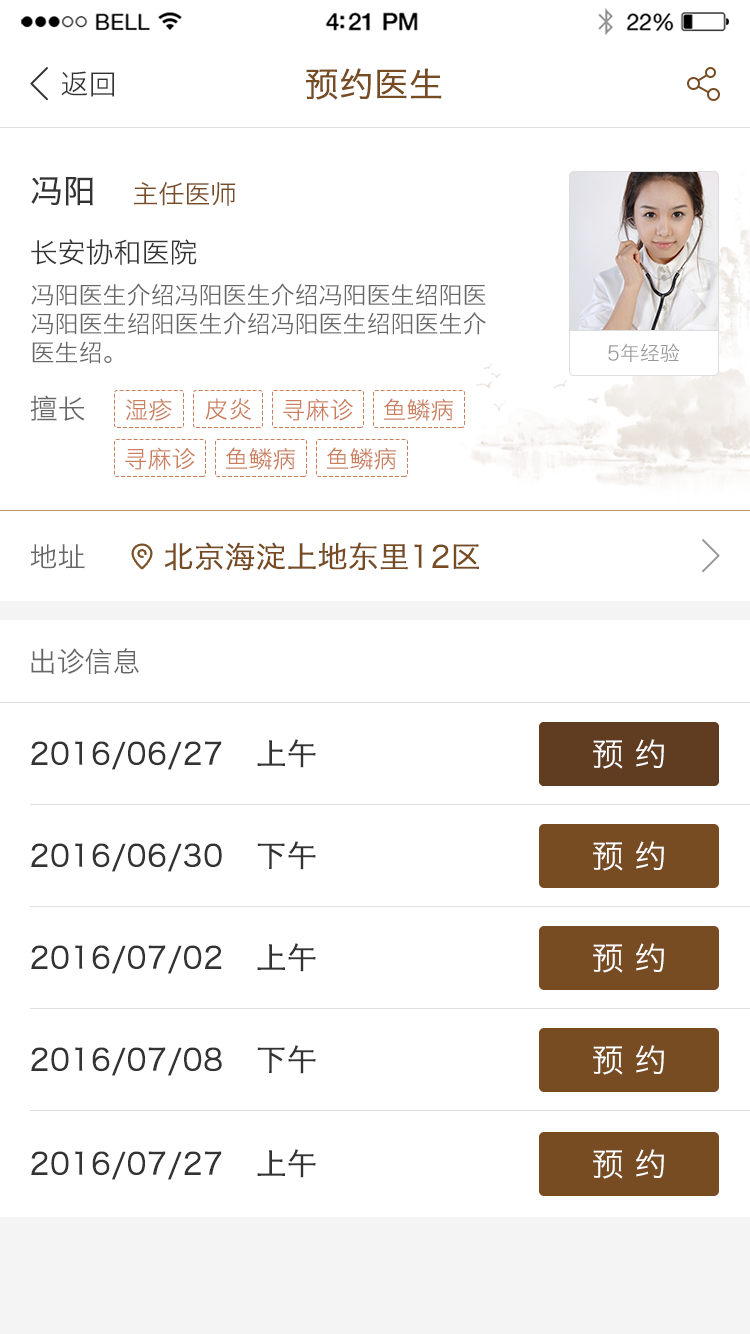 BELL 4:21 PM 22%
返回 预约医生
冯阳 主任医师
长安协和医院
冯阳医生介绍冯阳医生介绍冯阳医生绍阳医
冯阳医生绍阳医生介绍冯阳医生绍阳医生介
医生绍。
5年经验
擅长 湿疹 皮炎 寻麻诊 鱼鳞病
寻麻诊 鱼鳞病 鱼鳞病
地址 北京海淀上地东里12区
出诊信息
2016/06/27 上午 预 约
2016/06/30 下午 预 约
2016/07/02 上午 预 约
2016/07/08 下午 预 约
2016/07/27 上午 预 约